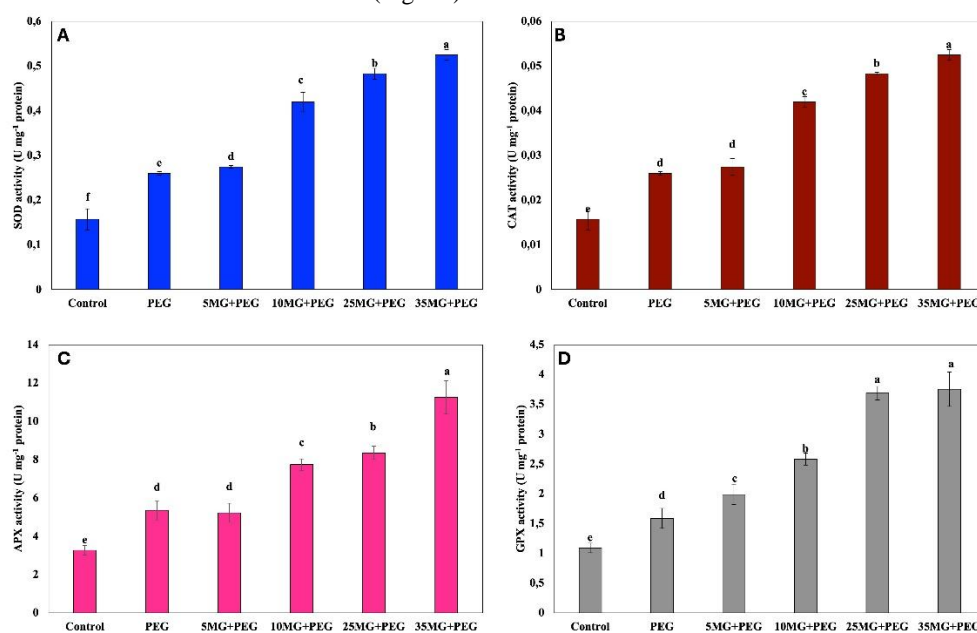 A
SOD activity (U mg⁻¹ protein)
0,6
0,5
0,4
0,3
0,2
0,1
0
f
e
d
c
b
a
Control PEG 5MG+PEG 10MG+PEG 25MG+PEG 35MG+PEG
B
CAT activity (U mg⁻¹ protein)
0,06
0,05
0,04
0,03
0,02
0,01
0
e
d
d
c
b
a
Control PEG 5MG+PEG 10MG+PEG 25MG+PEG 35MG+PEG
C
APX activity (U mg⁻¹ protein)
14
12
10
8
6
4
2
0
e
d
d
c
b
a
Control PEG 5MG+PEG 10MG+PEG 25MG+PEG 35MG+PEG
D
GPX activity (U mg⁻¹ protein)
4,5
4
3,5
3
2,5
2
1,5
1
0,5
0
e
d
c
b
a
a
Control PEG 5MG+PEG 10MG+PEG 25MG+PEG 35MG+PEG